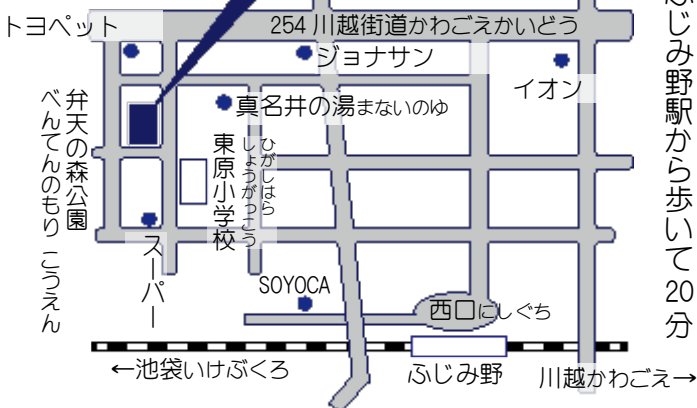 トヨペット
254 川越街道かわごえかいどう
ジョナサン
イオン
真名井の湯まないのゆ
弁天の森公園
べんてんのもり こうえん
東原小学校
ひがしはら
しょうがっこう
スーパー
SOYOCA
西口にしぐち
←池袋いけぶくろ
ふじみ野
川越かわごえ→
ふじみ野駅から歩いて20分